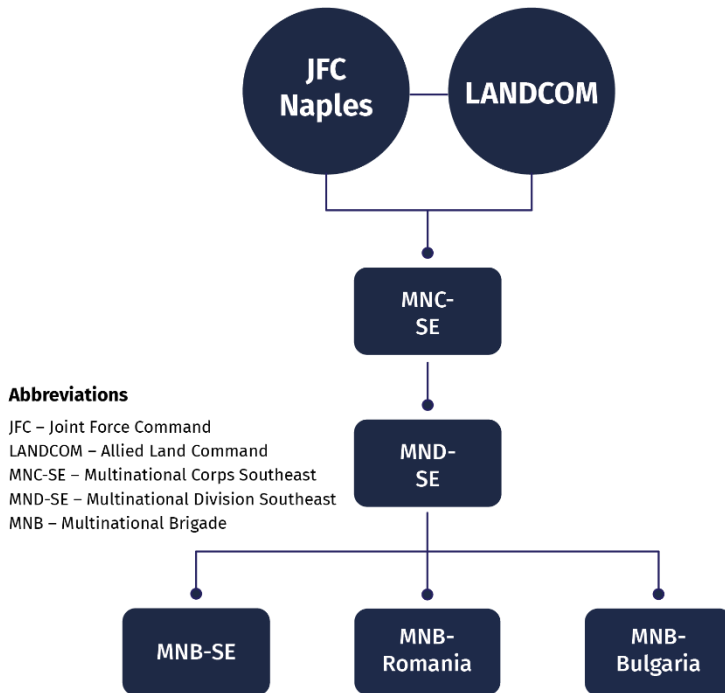 JFC
Naples
LANDCOM
MNC-
SE
Abbreviations
JFC – Joint Force Command
LANDCOM – Allied Land Command
MNC-SE – Multinational Corps Southeast
MND-SE – Multinational Division Southeast
MNB – Multinational Brigade
MND-
SE
MNB-SE
MNB-
Romania
MNB-
Bulgaria